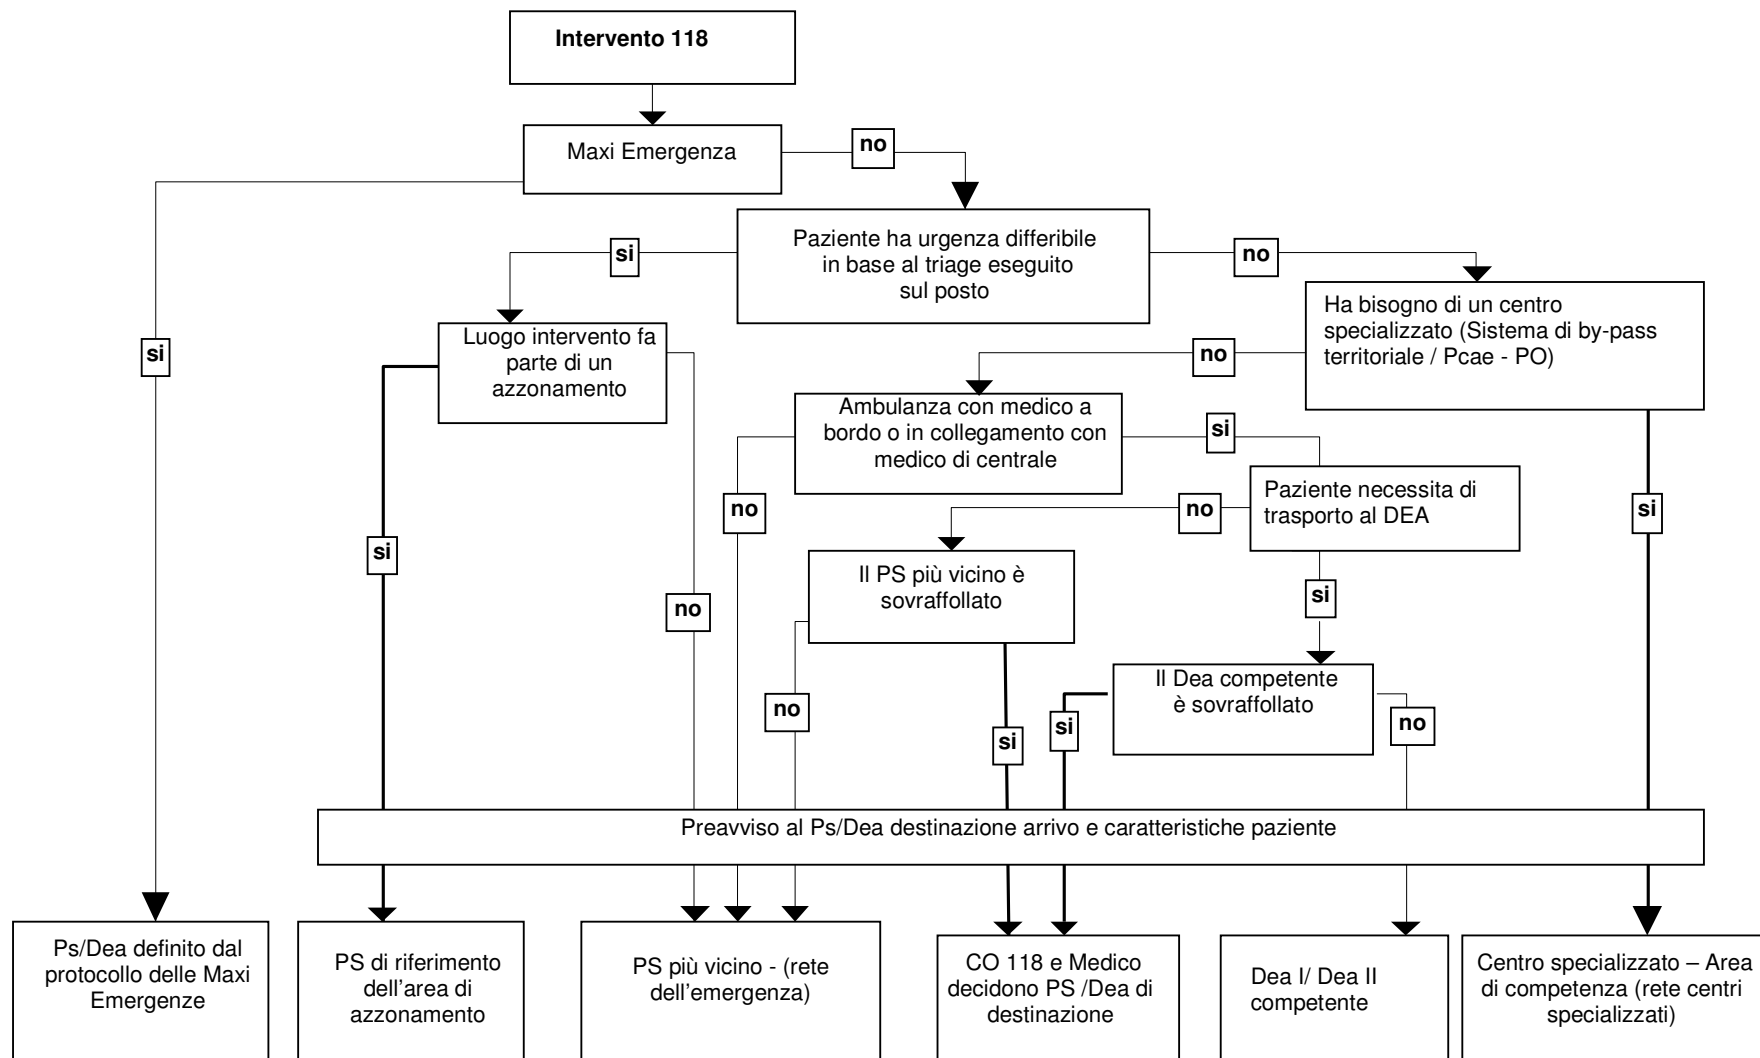 Intervento 118
Maxi Emergenza
no
Paziente ha urgenza differibile
in base al triage eseguito
sul posto
si
no
Ha bisogno di un centro
specializzato (Sistema di by-pass
territoriale / Pcae - PO)
Luogo intervento fa
parte di un
azzonamento
si
no
Ambulanza con medico a
bordo o in collegamento con
medico di centrale
si
Paziente necessita di
trasporto al DEA
no
no
si
si
Il PS più vicino è
sovraffollato
si
no
Il Dea competente
è sovraffollato
no
si
si
no
Preavviso al Ps/Dea destinazione arrivo e caratteristiche paziente
Ps/Dea definito dal
protocollo delle Maxi
Emergenze
PS di riferimento
dell'area di
azzonamento
PS più vicino - (rete
dell'emergenza)
CO 118 e Medico
decidono PS /Dea di
destinazione
Dea I/ Dea II
competente
Centro specializzato – Area
di competenza (rete centri
specializzati)